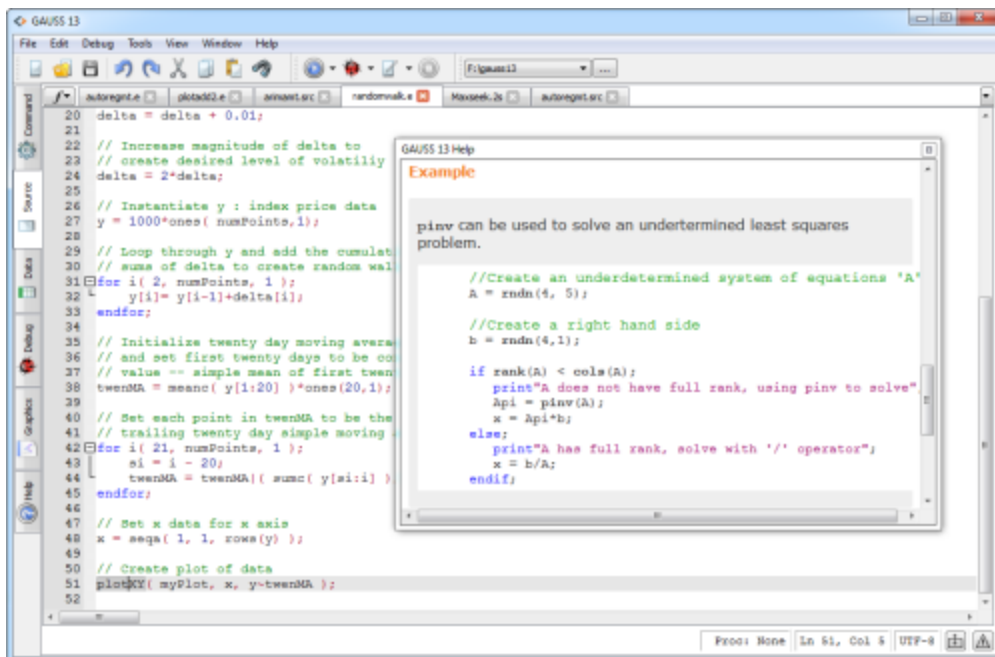 GAUSS 13
File Edit Debug Tools View Window Help
F:\gauss13
Command
Source
Data
Debug
Graphics
Help
autoregmt.e plotadd2.e randomwalk.e Maxseek.2s autoregmt.src
20 delta = delta + 0.01;
21
22 // Increase magnitude of delta to
23 // create desired level of volatiliy
24 delta = 2*delta;
25
26 // Instantiate y : index price data
27 y = 1000*ones( numPoints,1);
28
29 // Loop through y and add the cumulat
30 // sums of delta to create random wal
31 for i( 2, numPoints, 1 );
32 y[i]= y[i-1]+delta[i];
33 endfor;
34
35 // Initialize twenty day moving avera
36 // and set first twenty days to be co
37 // value -- simple mean of first twen
38 twenMA = meanc( y[1:20] )*ones(20,1);
39
40 // Set each point in twenMA to be the
41 // trailing twenty day simple moving
42 for i( 21, numPoints, 1 );
43 si = i - 20;
44 twenMA = twenMA|( sumc( y[si:i] )
45 endfor;
46
47 // Set x data for x axis
48 x = seqa( 1, 1, rows(y) );
49
50 // Create plot of data
51 plotXY( myPlot, x, y~twenMA );
52
GAUSS 13 Help
Example
pinv can be used to solve an undertermined least squares
problem.
//Create an underdetermined system of equations 'A'
A = rndn(4, 5);
//Create a right hand side
b = rndn(4,1);
if rank(A) < cols(A);
print"A does not have full rank, using pinv to solve"
Api = pinv(A);
x = Api*b;
else;
print"A has full rank, solve with '/' operator";
x = b/A;
endif;
Proc: None Ln 51, Col 5 UTF-8